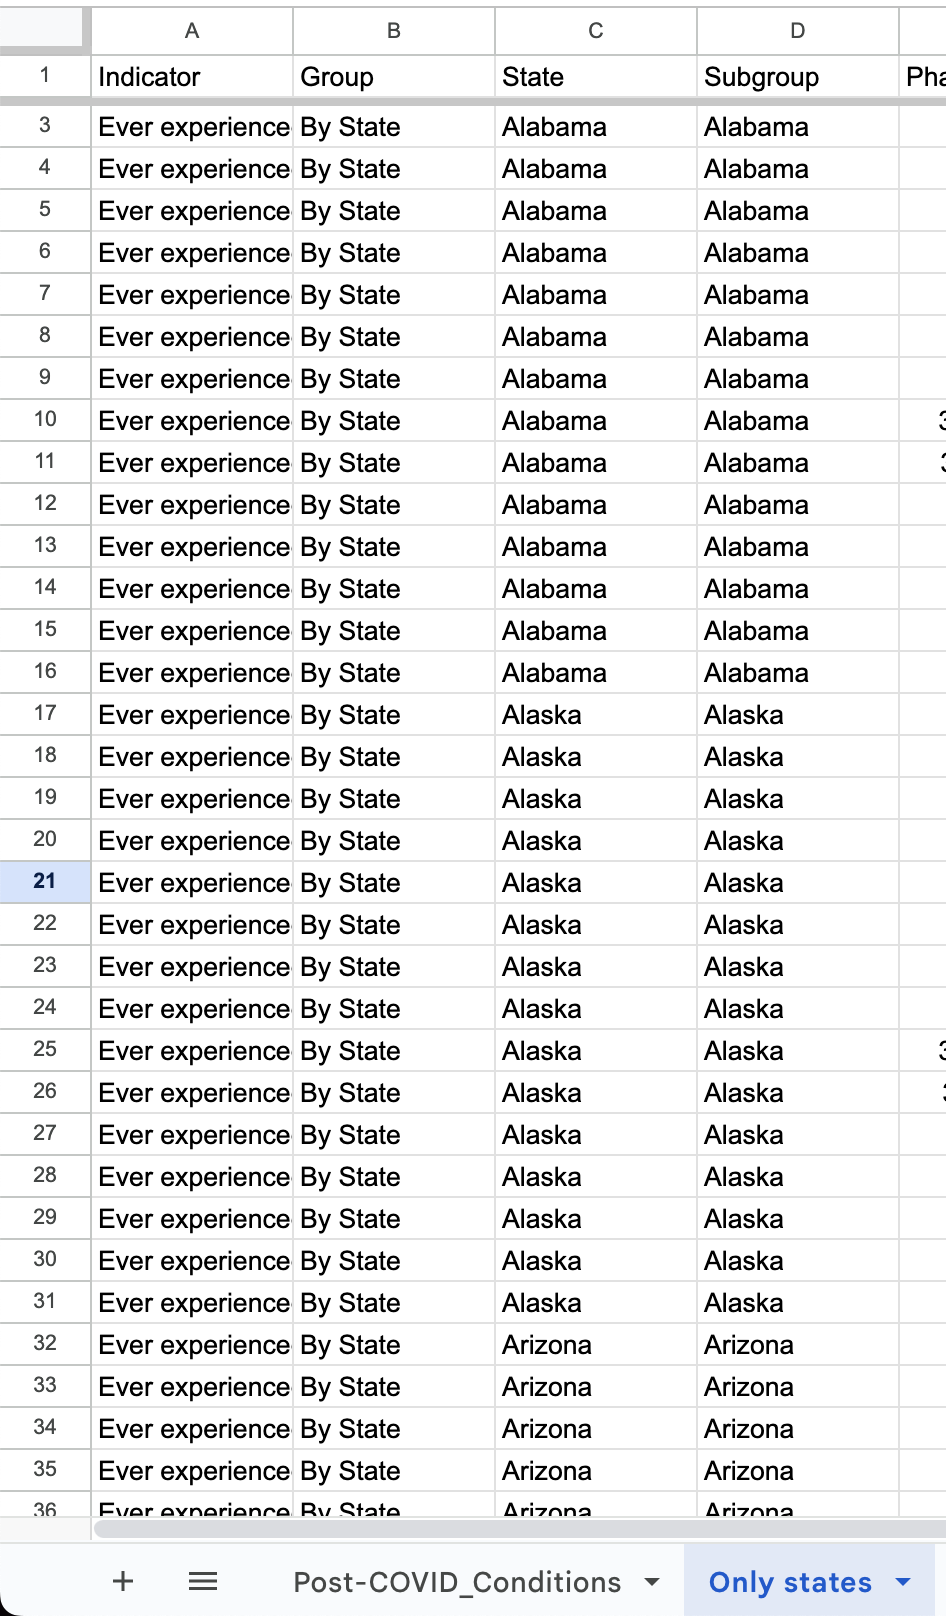 A B C D
1 Indicator Group State Subgroup
3 Ever experience By State Alabama Alabama
4 Ever experience By State Alabama Alabama
5 Ever experience By State Alabama Alabama
6 Ever experience By State Alabama Alabama
7 Ever experience By State Alabama Alabama
8 Ever experience By State Alabama Alabama
9 Ever experience By State Alabama Alabama
10 Ever experience By State Alabama Alabama
11 Ever experience By State Alabama Alabama
12 Ever experience By State Alabama Alabama
13 Ever experience By State Alabama Alabama
14 Ever experience By State Alabama Alabama
15 Ever experience By State Alabama Alabama
16 Ever experience By State Alabama Alabama
17 Ever experience By State Alaska Alaska
18 Ever experience By State Alaska Alaska
19 Ever experience By State Alaska Alaska
20 Ever experience By State Alaska Alaska
21 Ever experience By State Alaska Alaska
22 Ever experience By State Alaska Alaska
23 Ever experience By State Alaska Alaska
24 Ever experience By State Alaska Alaska
25 Ever experience By State Alaska Alaska
26 Ever experience By State Alaska Alaska
27 Ever experience By State Alaska Alaska
28 Ever experience By State Alaska Alaska
29 Ever experience By State Alaska Alaska
30 Ever experience By State Alaska Alaska
31 Ever experience By State Alaska Alaska
32 Ever experience By State Arizona Arizona
33 Ever experience By State Arizona Arizona
34 Ever experience By State Arizona Arizona
35 Ever experience By State Arizona Arizona
36 Ever experience By State Arizona Arizona
Post-COVID_Conditions Only states